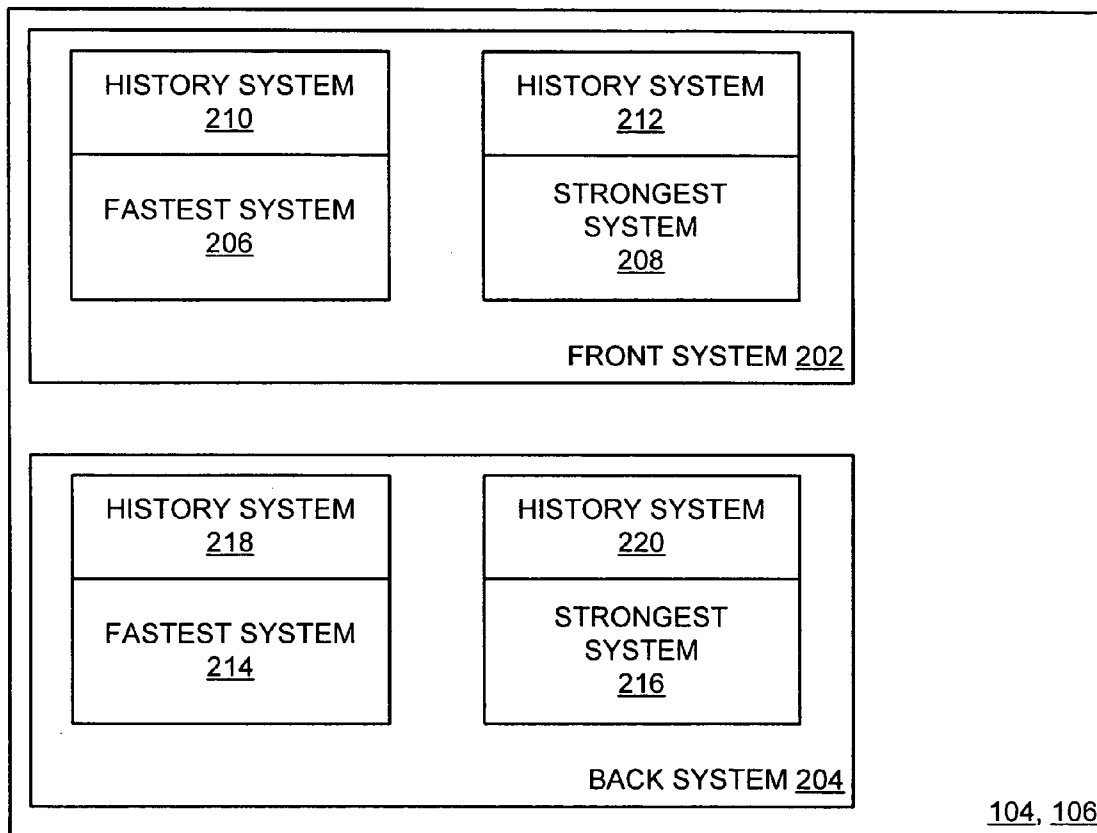 HISTORY SYSTEM
210
FASTEST SYSTEM
206
HISTORY SYSTEM
212
STRONGEST
SYSTEM
208
FRONT SYSTEM 202
HISTORY SYSTEM
218
FASTEST SYSTEM
214
HISTORY SYSTEM
220
STRONGEST
SYSTEM
216
BACK SYSTEM 204
104, 106